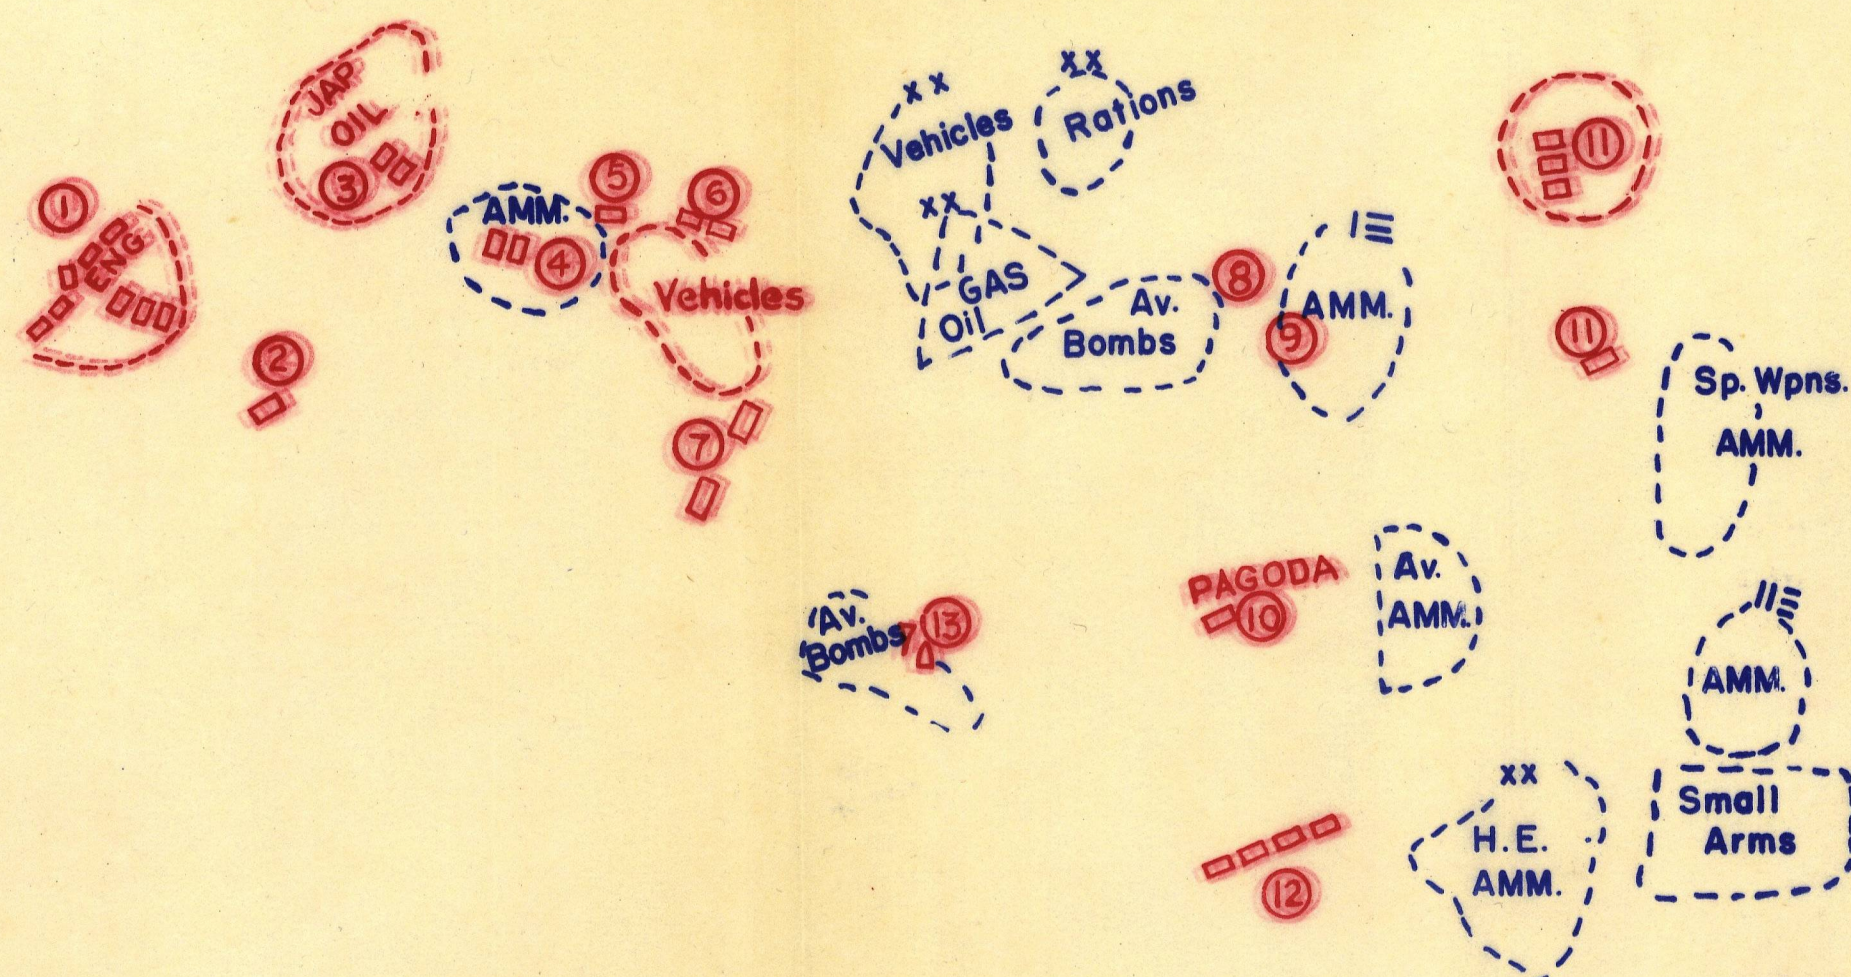 1
ENG
2
JAP
OIL
3
AMM.
4
5
6
Vehicles
7
x x
Vehicles
xx
GAS
Oil
xx
Rations
Av.
Bombs
8
AMM.
9
11
11
Sp. Wpns.
AMM.
Av.
Bombs
13
PAGODA
10
Av.
AMM.
AMM.
12
xx
H.E.
AMM.
Small
Arms